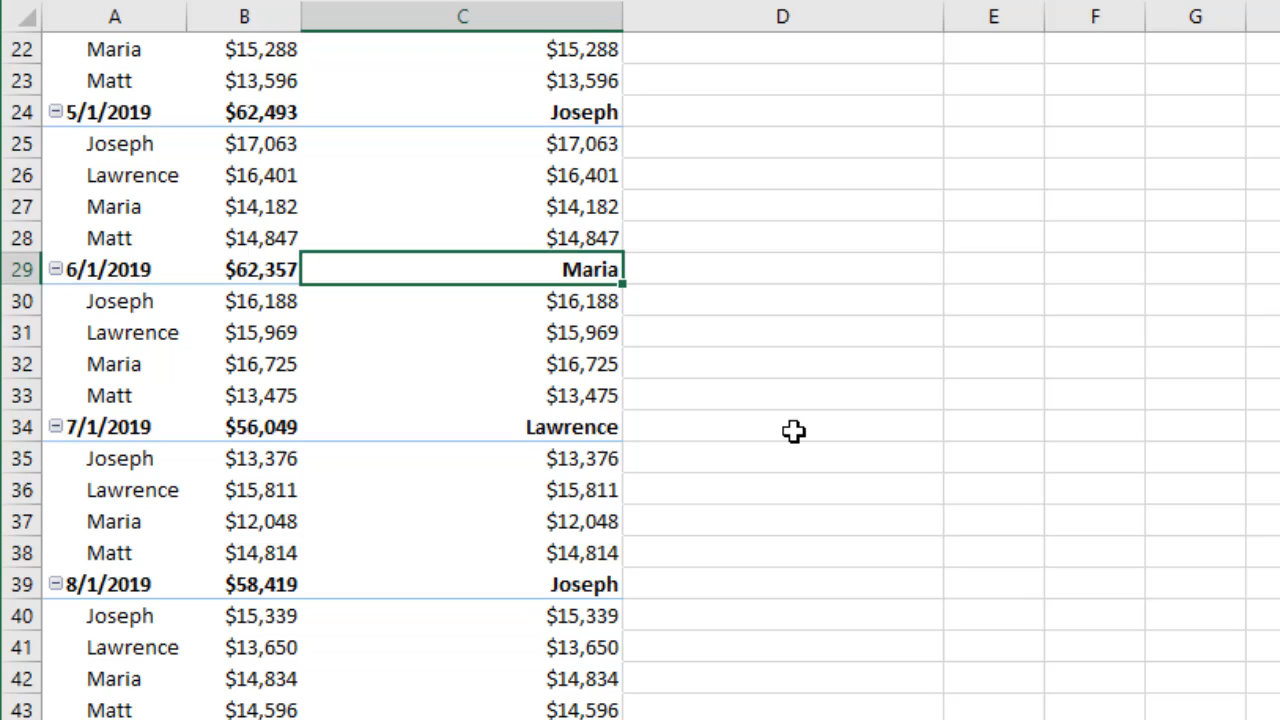 A B C D E F G
22 Maria $15,288 $15,288
23 Matt $13,596 $13,596
24 5/1/2019 $62,493 Joseph
25 Joseph $17,063 $17,063
26 Lawrence $16,401 $16,401
27 Maria $14,182 $14,182
28 Matt $14,847 $14,847
29 6/1/2019 $62,357 Maria
30 Joseph $16,188 $16,188
31 Lawrence $15,969 $15,969
32 Maria $16,725 $16,725
33 Matt $13,475 $13,475
34 7/1/2019 $56,049 Lawrence
35 Joseph $13,376 $13,376
36 Lawrence $15,811 $15,811
37 Maria $12,048 $12,048
38 Matt $14,814 $14,814
39 8/1/2019 $58,419 Joseph
40 Joseph $15,339 $15,339
41 Lawrence $13,650 $13,650
42 Maria $14,834 $14,834
43 Matt $14,596 $14,596